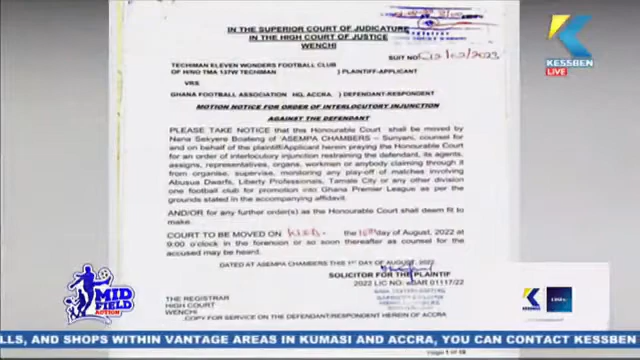 IN THE SUPERIOR COURT OF JUDICATURE
IN THE HIGH COURT OF JUSTICE
WENCHI
SUIT NO:
TECHIMAN ELEVEN WONDERS FOOTBALL CLUB
OF H/NO TMA 137W TECHIMAN ) PLAINTIFF-APPLICANT
VRS
GHANA FOOTBALL ASSOCIATION HQ, ACCRA. ) DEFENDANT-RESPONDENT
MOTION NOTICE FOR ORDER OF INTERLOCUTORY INJUNCTION
AGAINST THE DEFENDANT
PLEASE TAKE NOTICE that this Honourable Court shall be moved by
Nana Sekyere Boateng of 'ASEMPA CHAMBERS – Sunyani, counsel for
and on behalf of the plaintiff/Applicant herein praying the Honourable Court
for an order of interlocutory injunction restraining the defendant, its agents,
assigns, representatives, organs, workmen or anybody claiming through it
from organise, supervise, monitoring any play-off of matches involving
Abusua Dwarfs, Liberty Professionals, Tamale City or any other division
one football club for promotion into Ghana Premier League as per the
grounds stated in the accompanying affidavit.
AND/OR for any further order(s) as the Honourable Court shall deem fit to
make.
COURT TO BE MOVED ON the 16th day of August, 2022 at
9:00 o'clock in the forenoon or so soon thereafter as counsel for the
accused may be heard.
DATED AT ASEMPA CHAMBERS THIS 1ST DAY OF AUGUST, 2022.
SOLICITOR FOR THE PLAINTIF
2022 LIC NO: eBAR 01117/22
THE REGISTRAR
HIGH COURT
WENCHI
COPY FOR SERVICE ON THE DEFENDANT/RESPONDENT HEREIN OF ACCRA
KESSBEN
LIVE
MID
FIELD
ACTION
LLS, AND SHOPS WITHIN VANTAGE AREAS IN KUMASI AND ACCRA, YOU CAN CONTACT KESSBEN